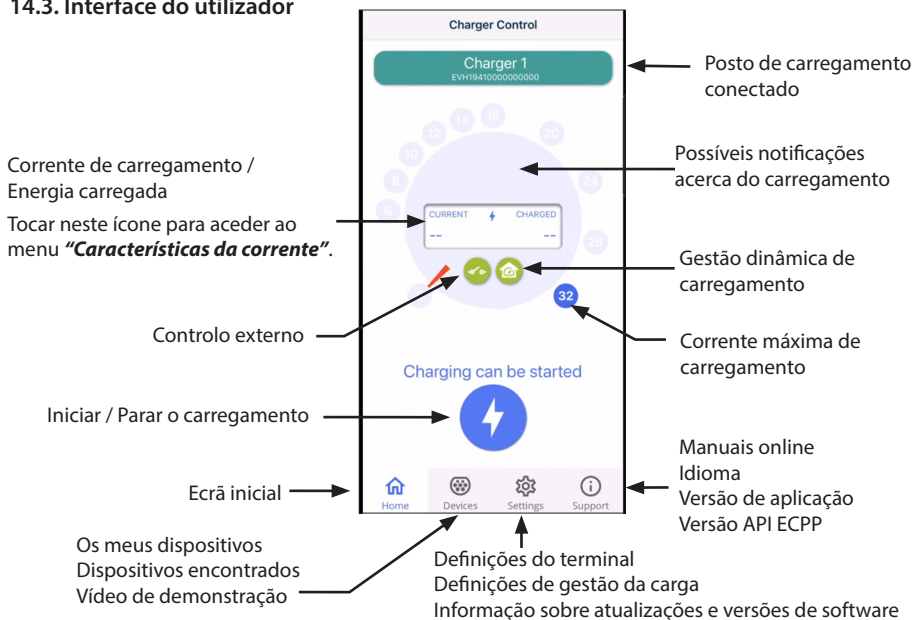 14.3. Interface do utilizador
Charger Control
Charger 1
EVH19410000000000
Posto de carregamento
conectado
Possíveis notificações
acerca do carregamento
Corrente de carregamento /
Energia carregada
Tocar neste ícone para aceder ao
menu “Características da corrente”.
6
8
10
12
14
16
20
24
28
32
CURRENT
CHARGED
--
--
Gestão dinâmica de
carregamento
Controlo externo
Corrente máxima de
carregamento
Charging can be started
Iniciar / Parar o carregamento
Ecrã inicial
Home
Devices
Settings
Support
Manuais online
Idioma
Versão de aplicação
Versão API ECPP
Os meus dispositivos
Dispositivos encontrados
Vídeo de demonstração
Definições do terminal
Definições de gestão da carga
Informação sobre atualizações e versões de software